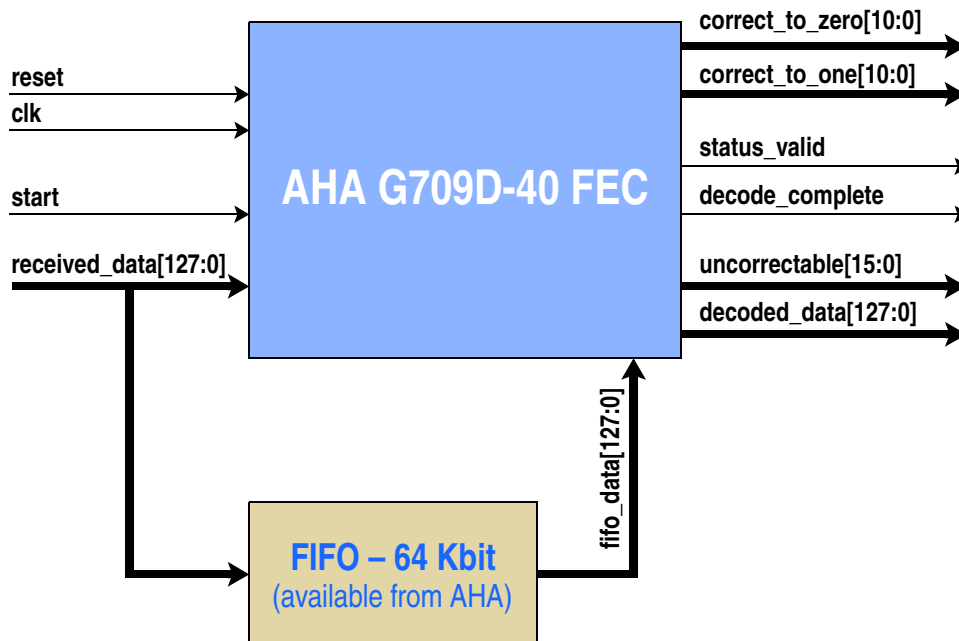 correct_to_zero[10:0]
correct_to_one[10:0]
reset
clk
status_valid
AHA G709D-40 FEC
decode_complete
start
received_data[127:0]
uncorrectable[15:0]
decoded_data[127:0]
fifo_data[127:0]
FIFO – 64 Kbit
(available from AHA)